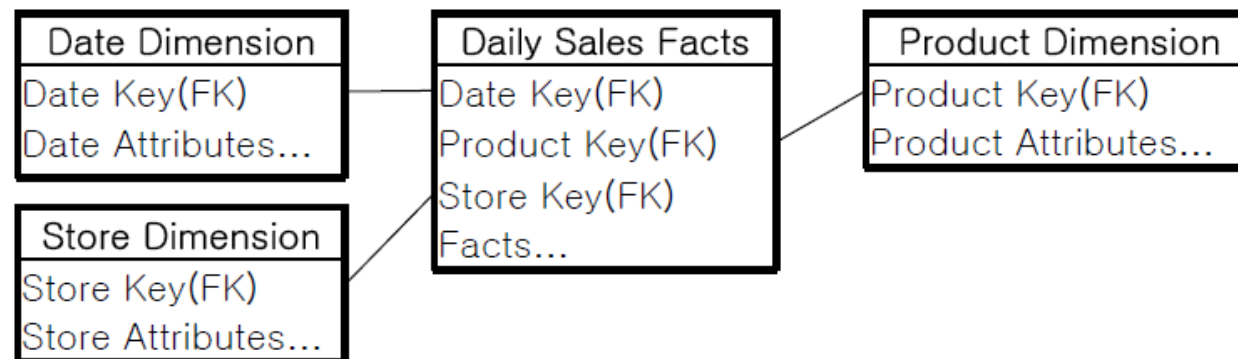 Date Dimension
Date Key(FK)
Date Attributes...
Store Dimension
Store Key(FK)
Store Attributes...
Daily Sales Facts
Date Key(FK)
Product Key(FK)
Store Key(FK)
Facts...
Product Dimension
Product Key(FK)
Product Attributes...